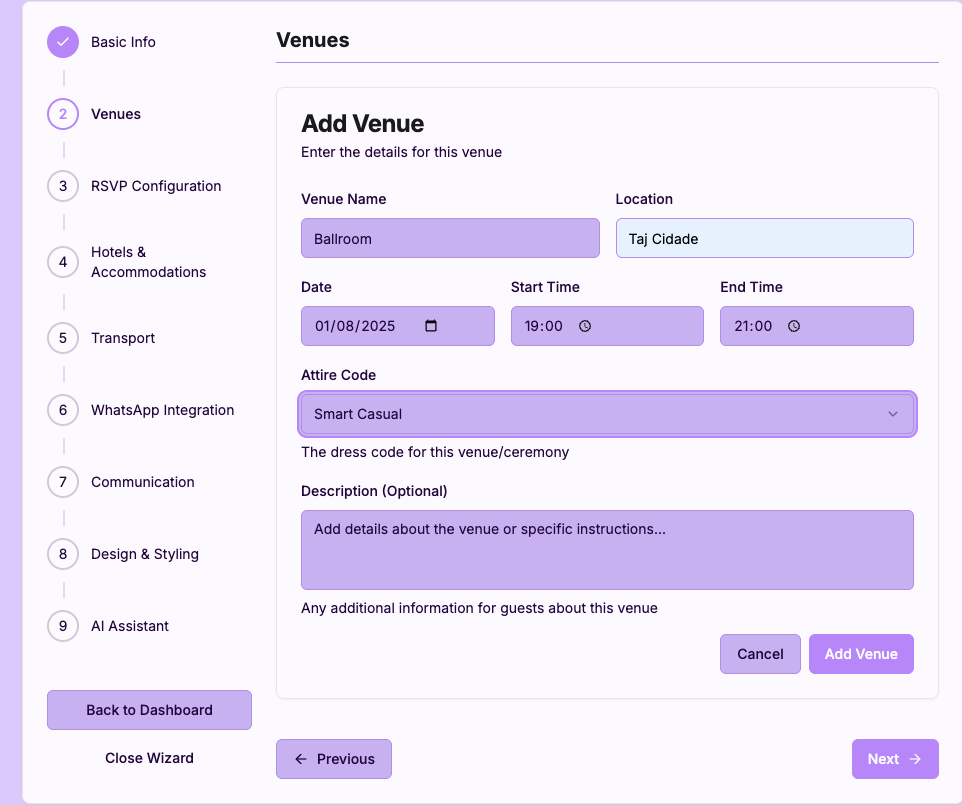 Basic Info
2
Venues
3
RSVP Configuration
4
Hotels &
Accommodations
5
Transport
6
WhatsApp Integration
7
Communication
8
Design & Styling
9
AI Assistant
Back to Dashboard
Close Wizard
Venues
Add Venue
Enter the details for this venue
Venue Name
Location
Ballroom
Taj Cidade
Date
Start Time
End Time
01/08/2025
19:00
21:00
Attire Code
Smart Casual
The dress code for this venue/ceremony
Description (Optional)
Add details about the venue or specific instructions...
Any additional information for guests about this venue
Cancel
Add Venue
Previous
Next